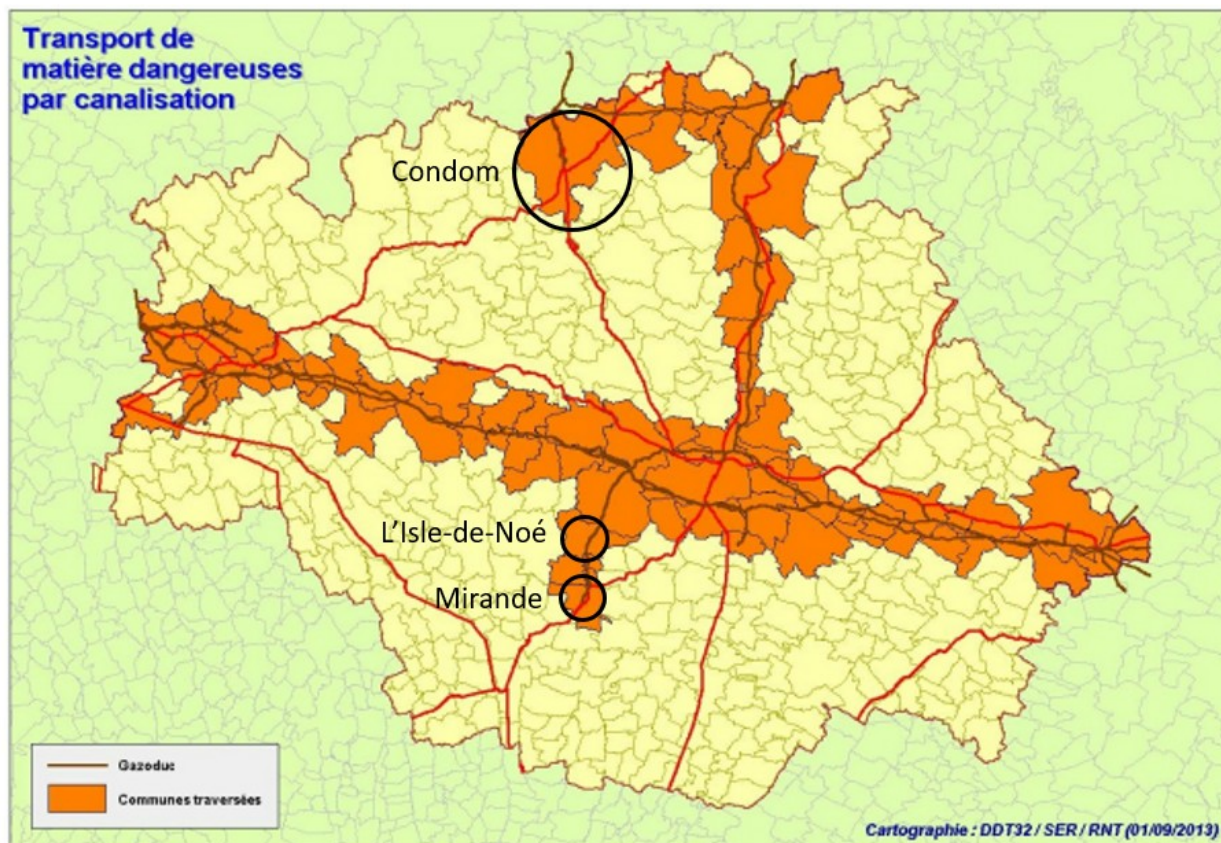 Transport de
matière dangereuses
par canalisation
Condom
L'Isle-de-Noé
Mirande
Gazoduc
Communes traversées
Cartographie : DDT32 / SER / RNT (01/09/2013)